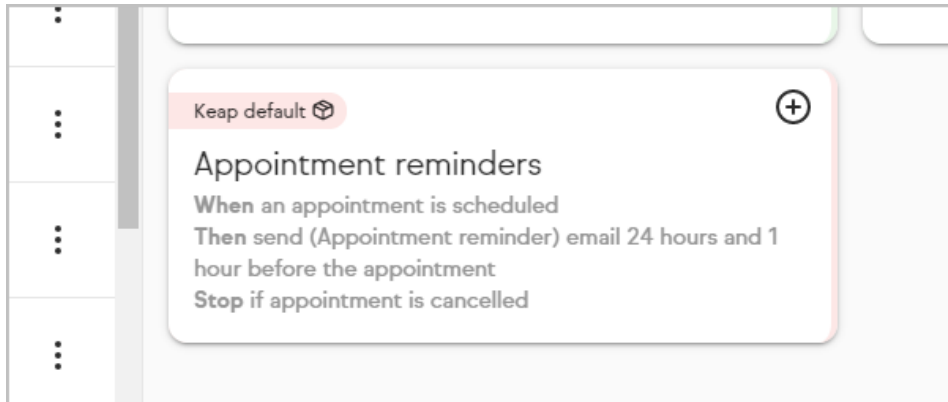 Keap default
Appointment reminders
When an appointment is scheduled
Then send (Appointment reminder) email 24 hours and 1
hour before the appointment
Stop if appointment is cancelled